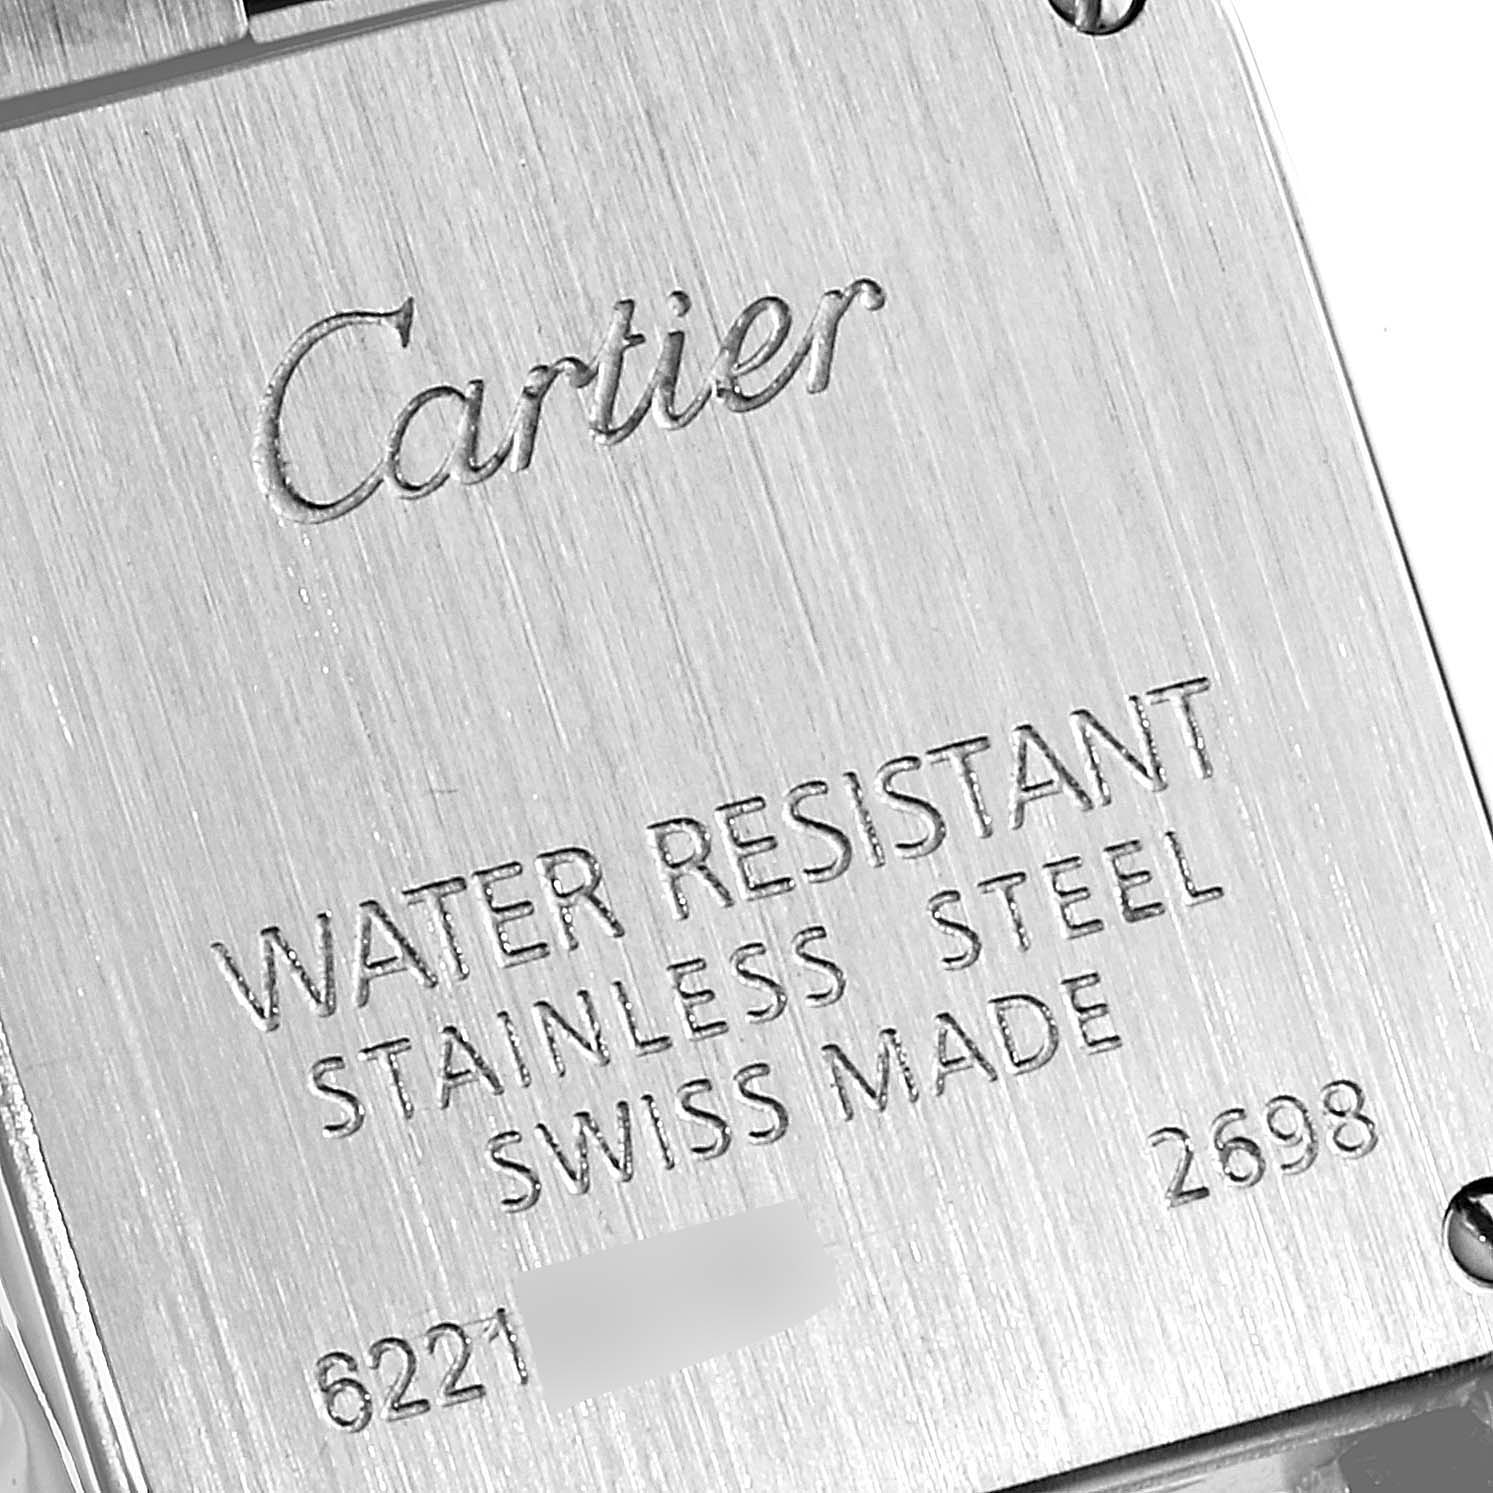 Cartier
WATER RESISTANT
STAINLESS STEEL
SWISS MADE
2698
6221